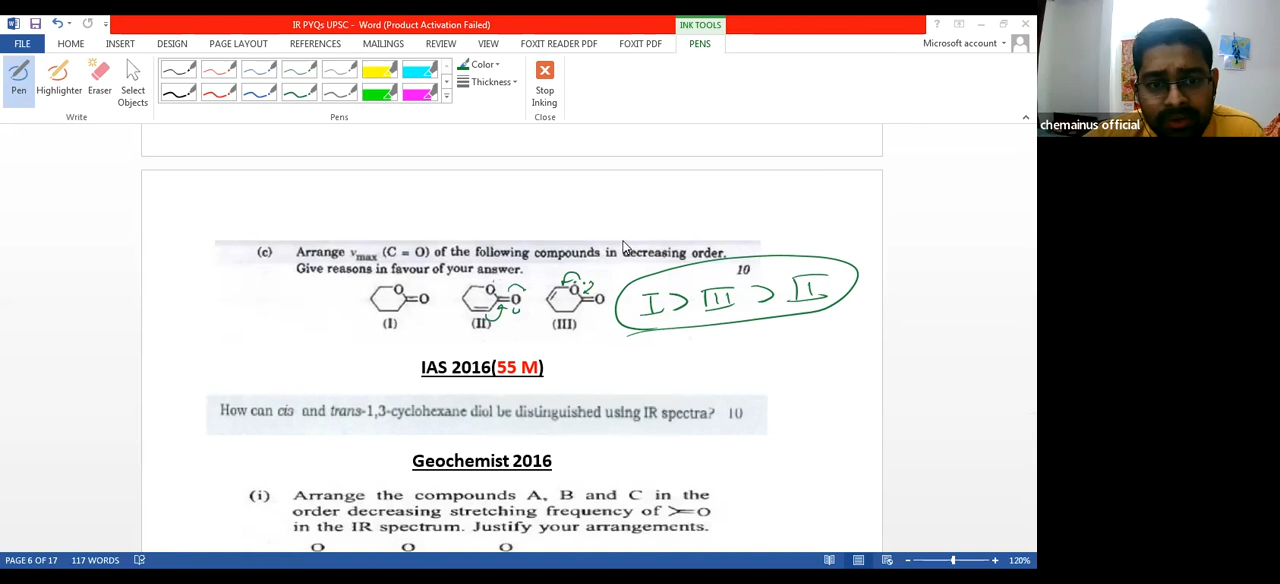 IR PYQs UPSC - Word (Product Activation Failed)
INK TOOLS
FILE HOME INSERT DESIGN PAGE LAYOUT REFERENCES MAILINGS REVIEW VIEW FOXIT READER PDF FOXIT PDF PENS
Microsoft account
Pen Highlighter Eraser Select Objects
Color
Thickness
Stop Inking
Write Pens Close
chemainus official
(c) Arrange νmax (C = O) of the following compounds in decreasing order.
Give reasons in favour of your answer. 10
O =O O =O O =O
I > III > II
(I) (II) (III)
IAS 2016(55 M)
How can cis and trans-1,3-cyclohexane diol be distinguished using IR spectra? 10
Geochemist 2016
(i) Arrange the compounds A, B and C in the
order decreasing stretching frequency of >=O
in the IR spectrum. Justify your arrangements.
O O O
PAGE 6 OF 17 117 WORDS 120%